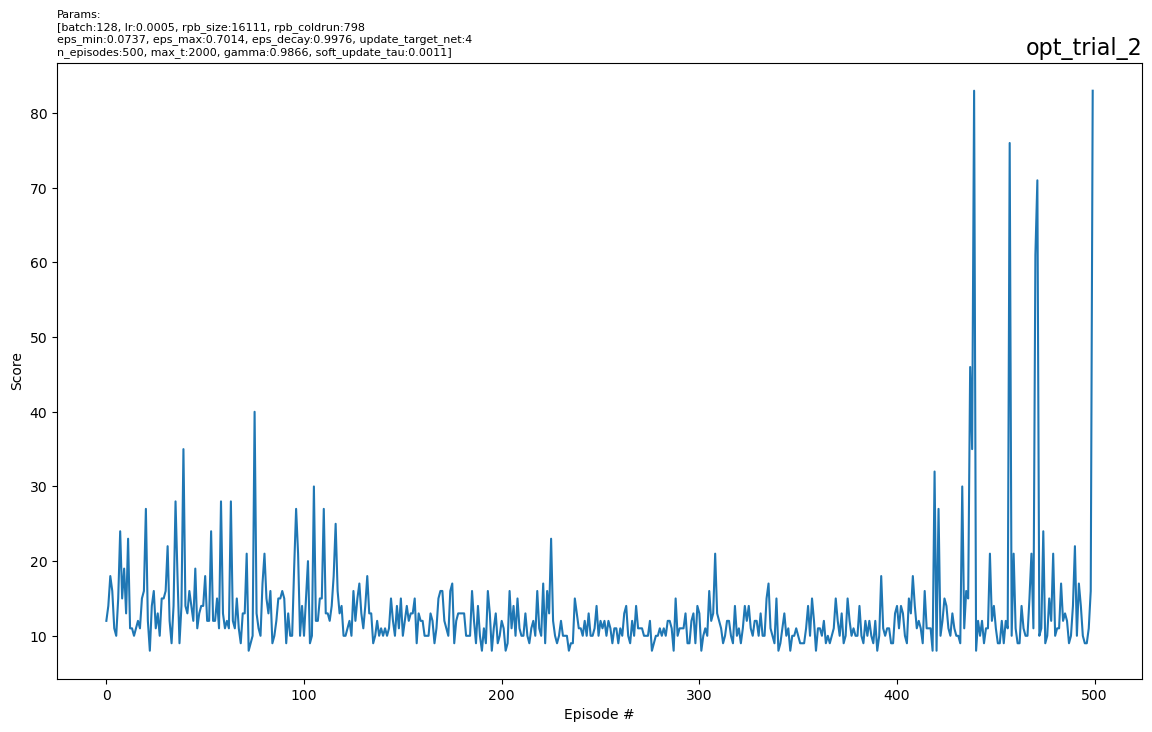 Params:
[batch:128, lr:0.0005, rpb_size:16111, rpb_coldrun:798
eps_min:0.0737, eps_max:0.7014, eps_decay:0.9976, update_target_net:4
n_episodes:500, max_t:2000, gamma:0.9866, soft_update_tau:0.0011]
opt_trial_2
80
70
60
50
40
30
20
10
Score
0 100 200 300 400 500
Episode #